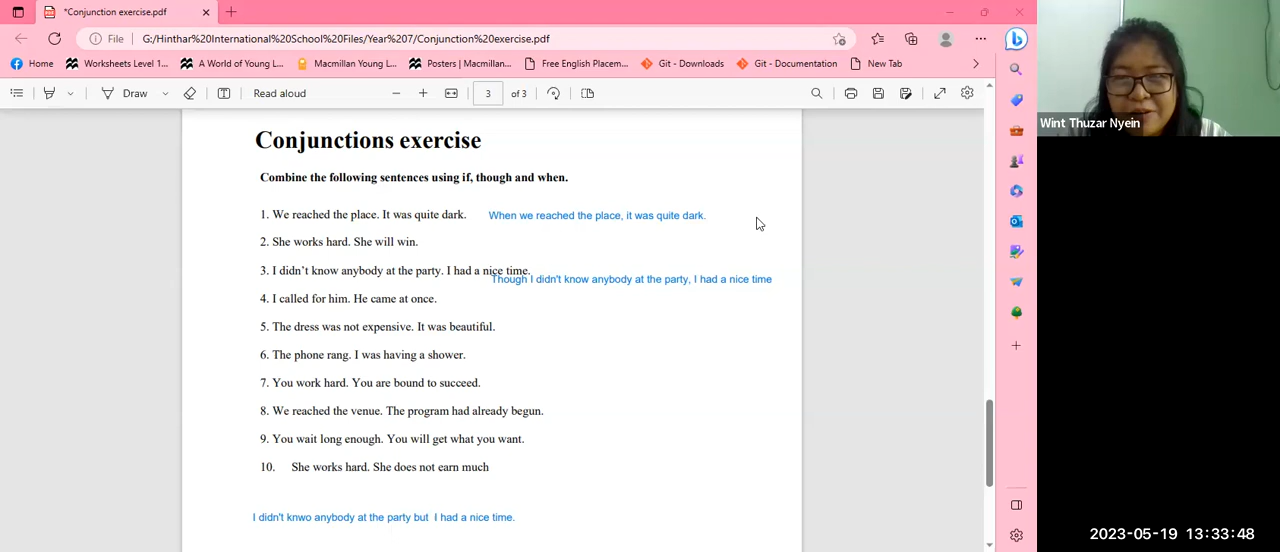 *Conjunction exercise.pdf
File G:/Hinthar%20International%20School%20Files/Year%207/Conjunction%20exercise.pdf
Home Worksheets Level 1... A World of Young L... Macmillan Young L... Posters | Macmillan... Free English Placem... Git - Downloads Git - Documentation New Tab
Draw Read aloud 3 of 3
Wint Thuzar Nyein
Conjunctions exercise
Combine the following sentences using if, though and when.
1. We reached the place. It was quite dark. When we reached the place, it was quite dark.
2. She works hard. She will win.
3. I didn't know anybody at the party. I had a nice time.
Though I didn't know anybody at the party, I had a nice time
4. I called for him. He came at once.
5. The dress was not expensive. It was beautiful.
6. The phone rang. I was having a shower.
7. You work hard. You are bound to succeed.
8. We reached the venue. The program had already begun.
9. You wait long enough. You will get what you want.
10. She works hard. She does not earn much
I didn't knwo anybody at the party but I had a nice time.
2023-05-19 13:33:48